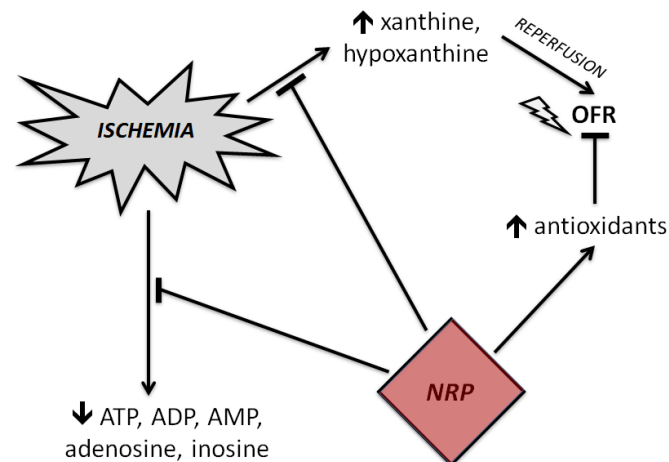 ↑ xanthine,
hypoxanthine
REPERFUSION
ISCHEMIA
OFR
↑ antioxidants
NRP
↓ ATP, ADP, AMP,
adenosine, inosine